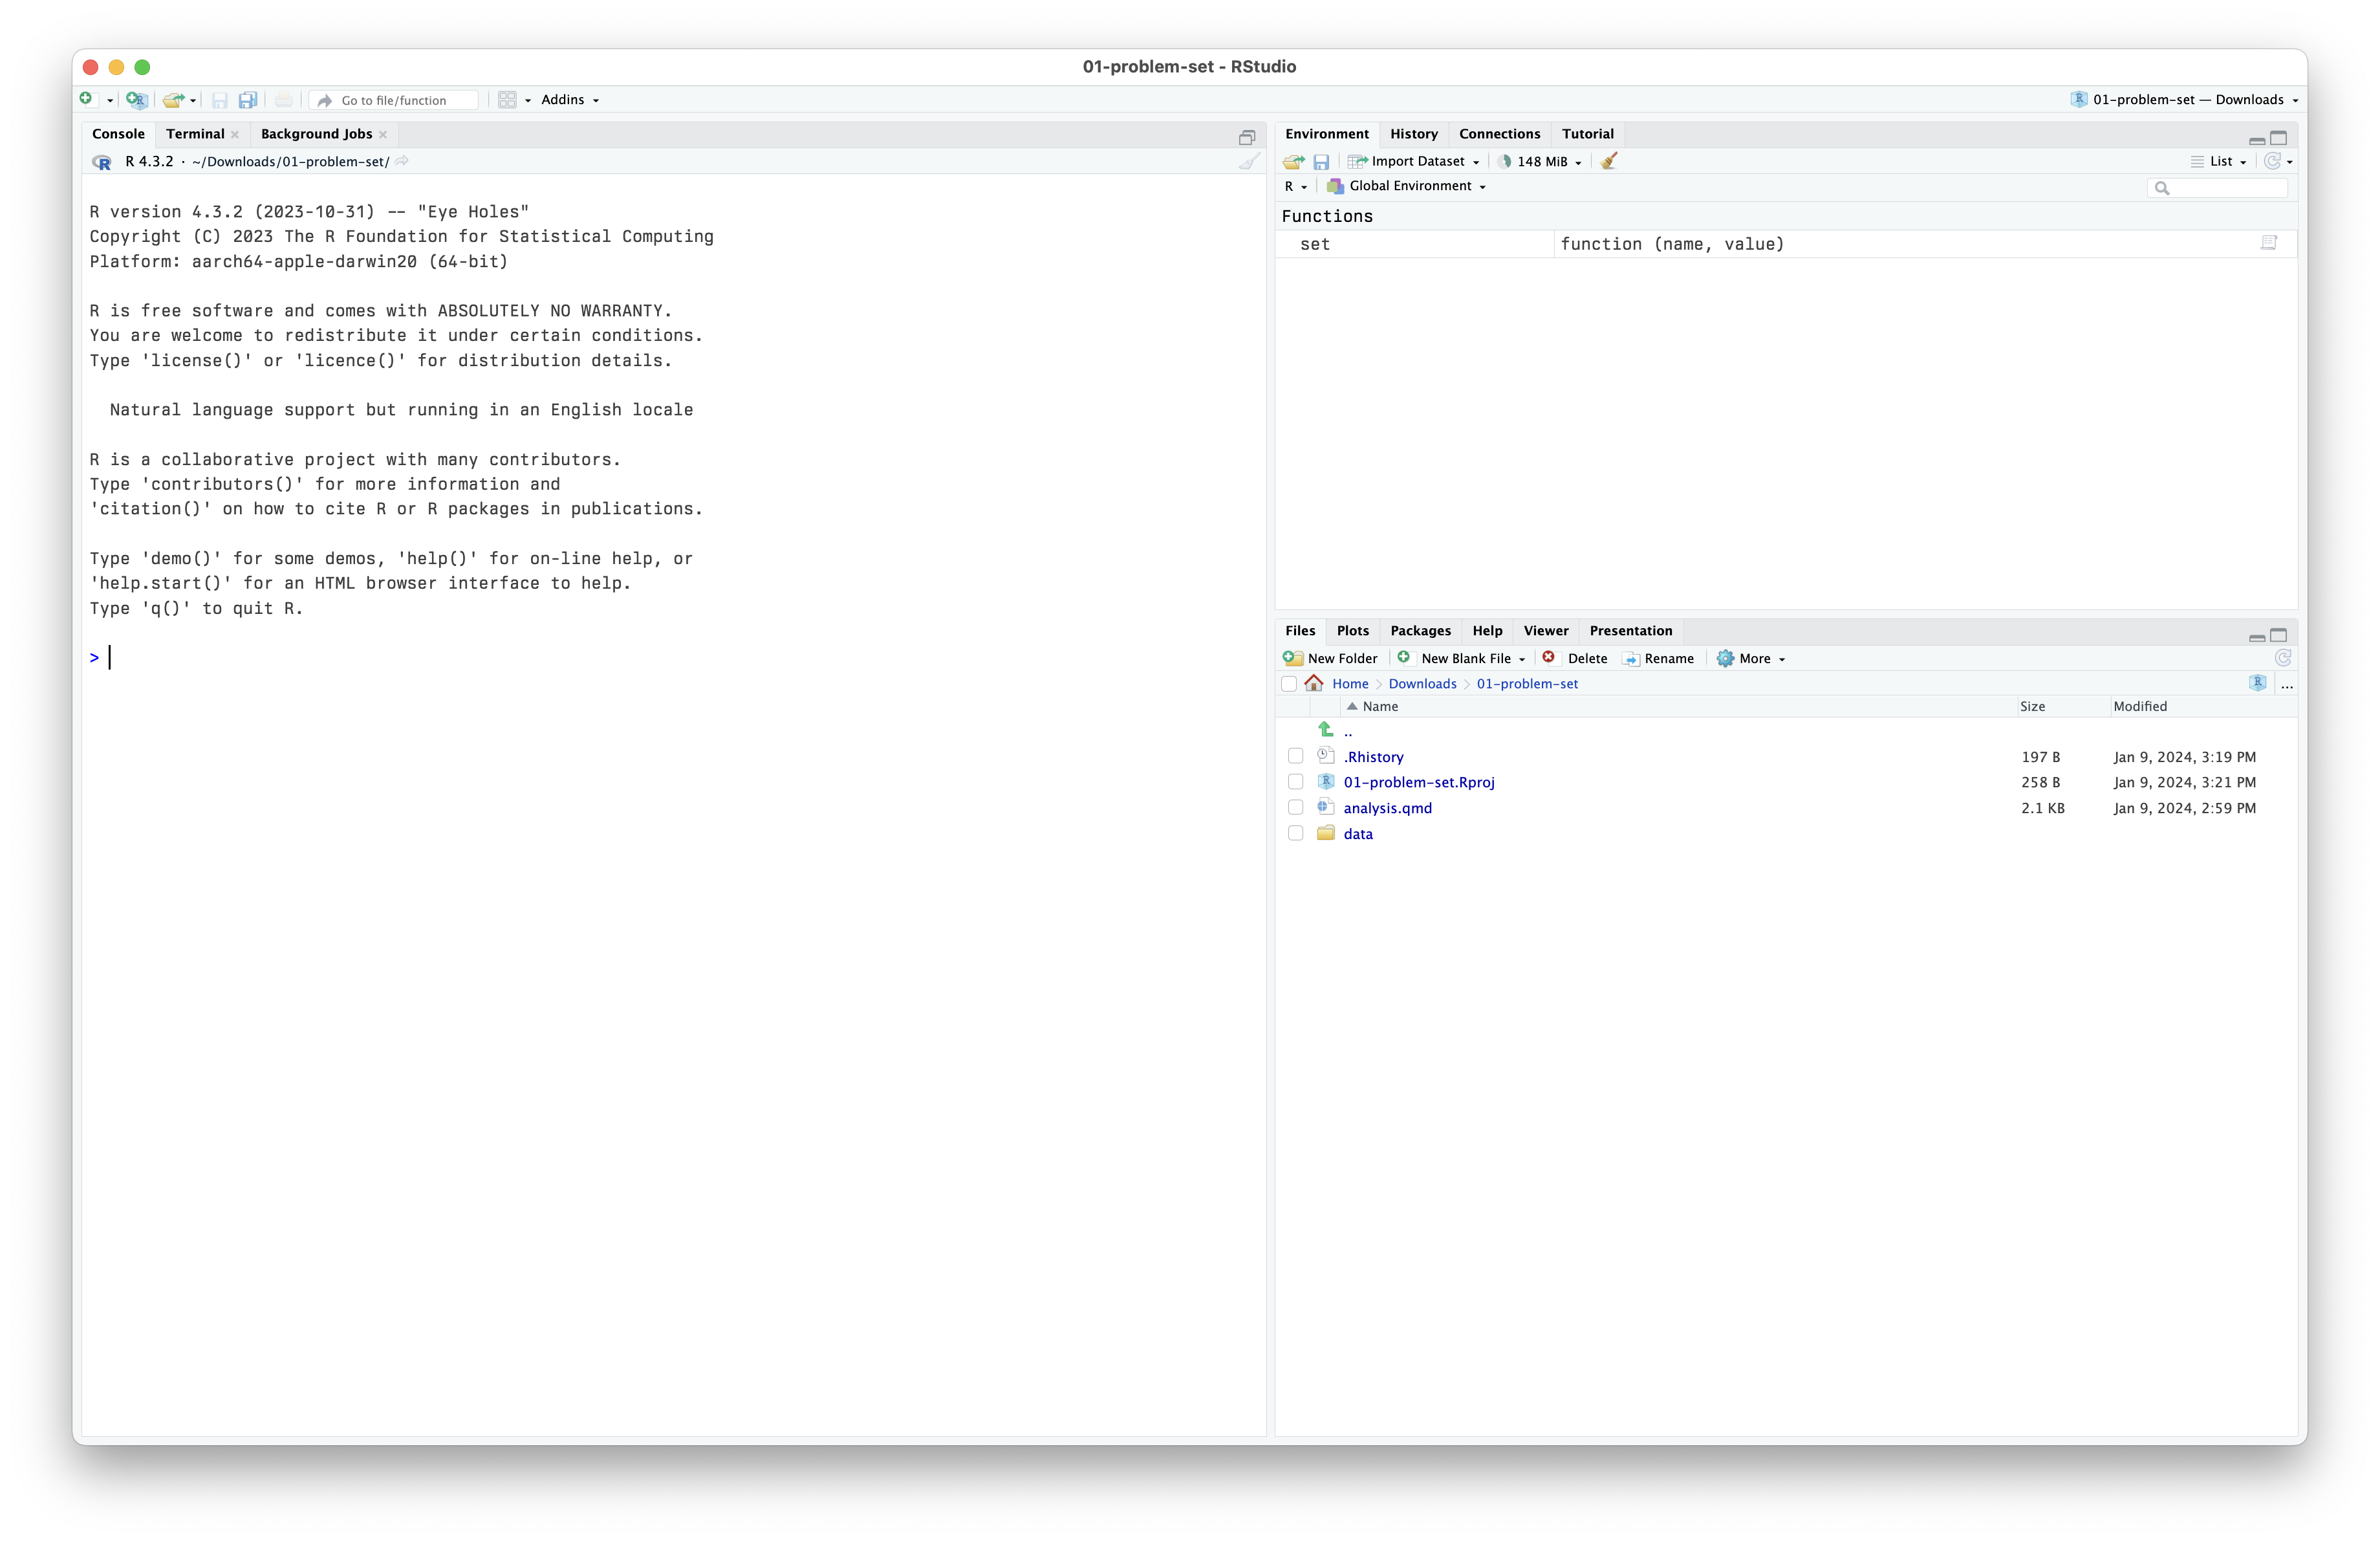 01-problem-set - RStudio
Go to file/function
Addins
01-problem-set — Downloads
Console Terminal Background Jobs
R 4.3.2 · ~/Downloads/01-problem-set/
R version 4.3.2 (2023-10-31) -- "Eye Holes"
Copyright (C) 2023 The R Foundation for Statistical Computing
Platform: aarch64-apple-darwin20 (64-bit)
R is free software and comes with ABSOLUTELY NO WARRANTY.
You are welcome to redistribute it under certain conditions.
Type 'license()' or 'licence()' for distribution details.
Natural language support but running in an English locale
R is a collaborative project with many contributors.
Type 'contributors()' for more information and
'citation()' on how to cite R or R packages in publications.
Type 'demo()' for some demos, 'help()' for on-line help, or
'help.start()' for an HTML browser interface to help.
Type 'q()' to quit R.
>
Environment History Connections Tutorial
Import Dataset 148 MiB List
R Global Environment
Functions
set function (name, value)
Files Plots Packages Help Viewer Presentation
New Folder New Blank File Delete Rename More
Home Downloads 01-problem-set ...
Name Size Modified
..
.Rhistory 197 B Jan 9, 2024, 3:19 PM
01-problem-set.Rproj 258 B Jan 9, 2024, 3:21 PM
analysis.qmd 2.1 KB Jan 9, 2024, 2:59 PM
data